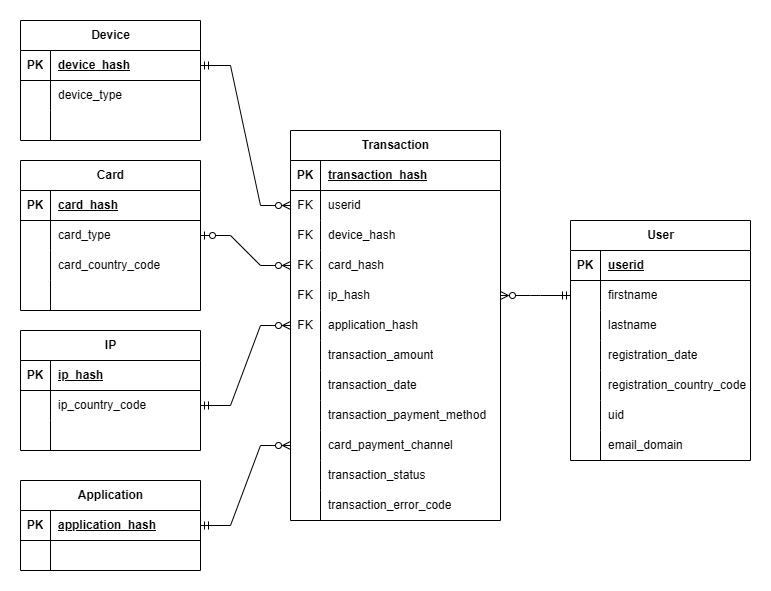 Device
PK device_hash
device_type
Card
PK card_hash
card_type
card_country_code
IP
PK ip_hash
ip_country_code
Application
PK application_hash
Transaction
PK transaction_hash
FK userid
FK device_hash
FK card_hash
FK ip_hash
FK application_hash
transaction_amount
transaction_date
transaction_payment_method
card_payment_channel
transaction_status
transaction_error_code
User
PK userid
firstname
lastname
registration_date
registration_country_code
uid
email_domain